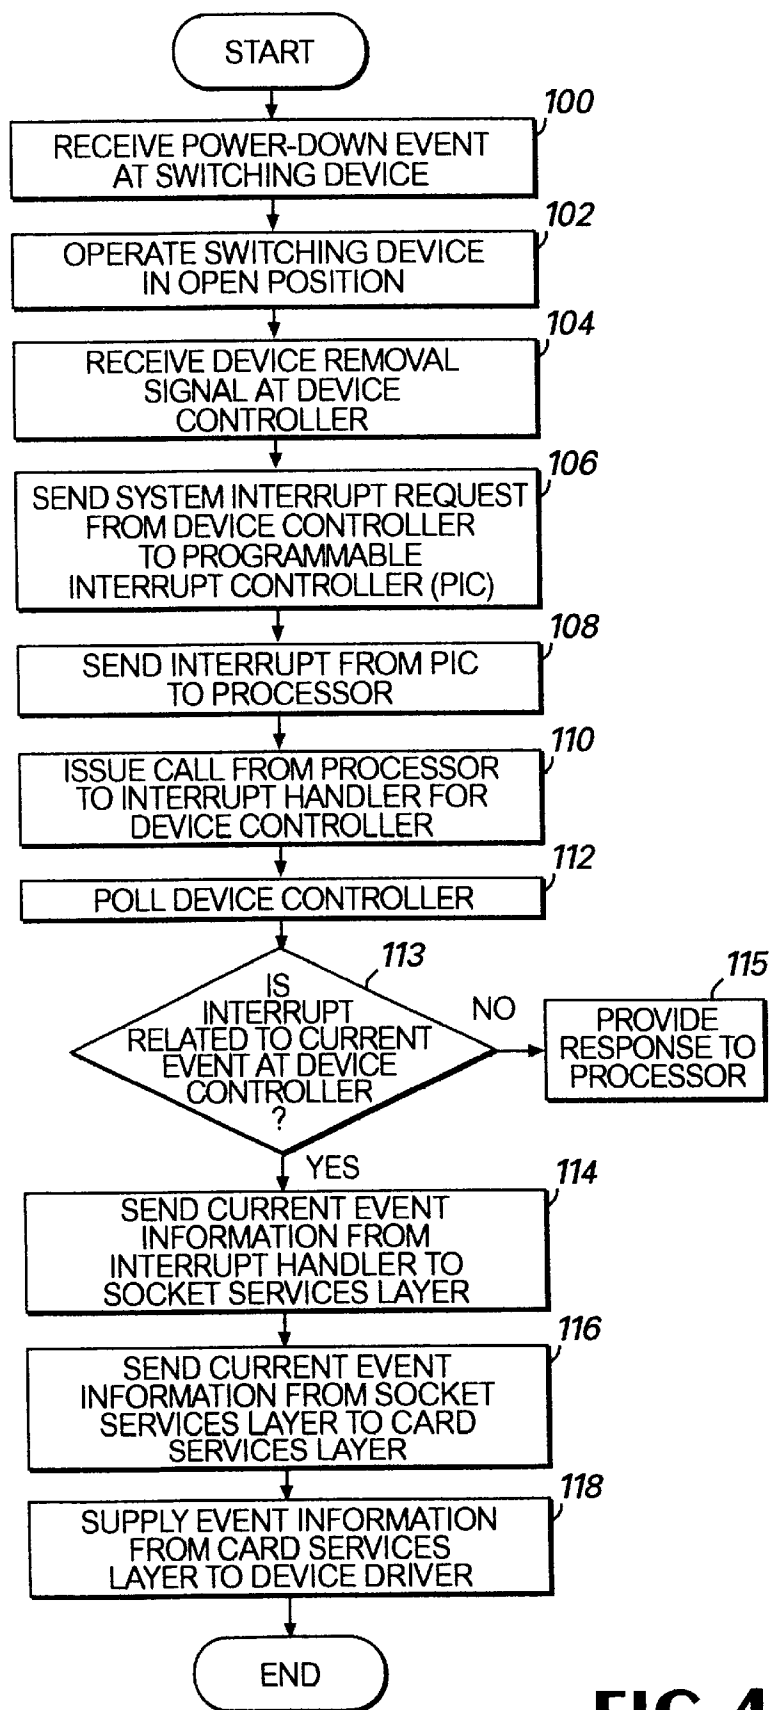 START
100
RECEIVE POWER-DOWN EVENT
AT SWITCHING DEVICE
102
OPERATE SWITCHING DEVICE
IN OPEN POSITION
104
RECEIVE DEVICE REMOVAL
SIGNAL AT DEVICE
CONTROLLER
106
SEND SYSTEM INTERRUPT REQUEST
FROM DEVICE CONTROLLER
TO PROGRAMMABLE
INTERRUPT CONTROLLER (PIC)
108
SEND INTERRUPT FROM PIC
TO PROCESSOR
110
ISSUE CALL FROM PROCESSOR
TO INTERRUPT HANDLER FOR
DEVICE CONTROLLER
112
POLL DEVICE CONTROLLER
113
IS
INTERRUPT
RELATED TO CURRENT
EVENT AT DEVICE
CONTROLLER
?
NO
115
PROVIDE
RESPONSE TO
PROCESSOR
YES
114
SEND CURRENT EVENT
INFORMATION FROM
INTERRUPT HANDLER TO
SOCKET SERVICES LAYER
116
SEND CURRENT EVENT
INFORMATION FROM SOCKET
SERVICES LAYER TO CARD
SERVICES LAYER
118
SUPPLY EVENT INFORMATION
FROM CARD SERVICES
LAYER TO DEVICE DRIVER
END
FIG. 4